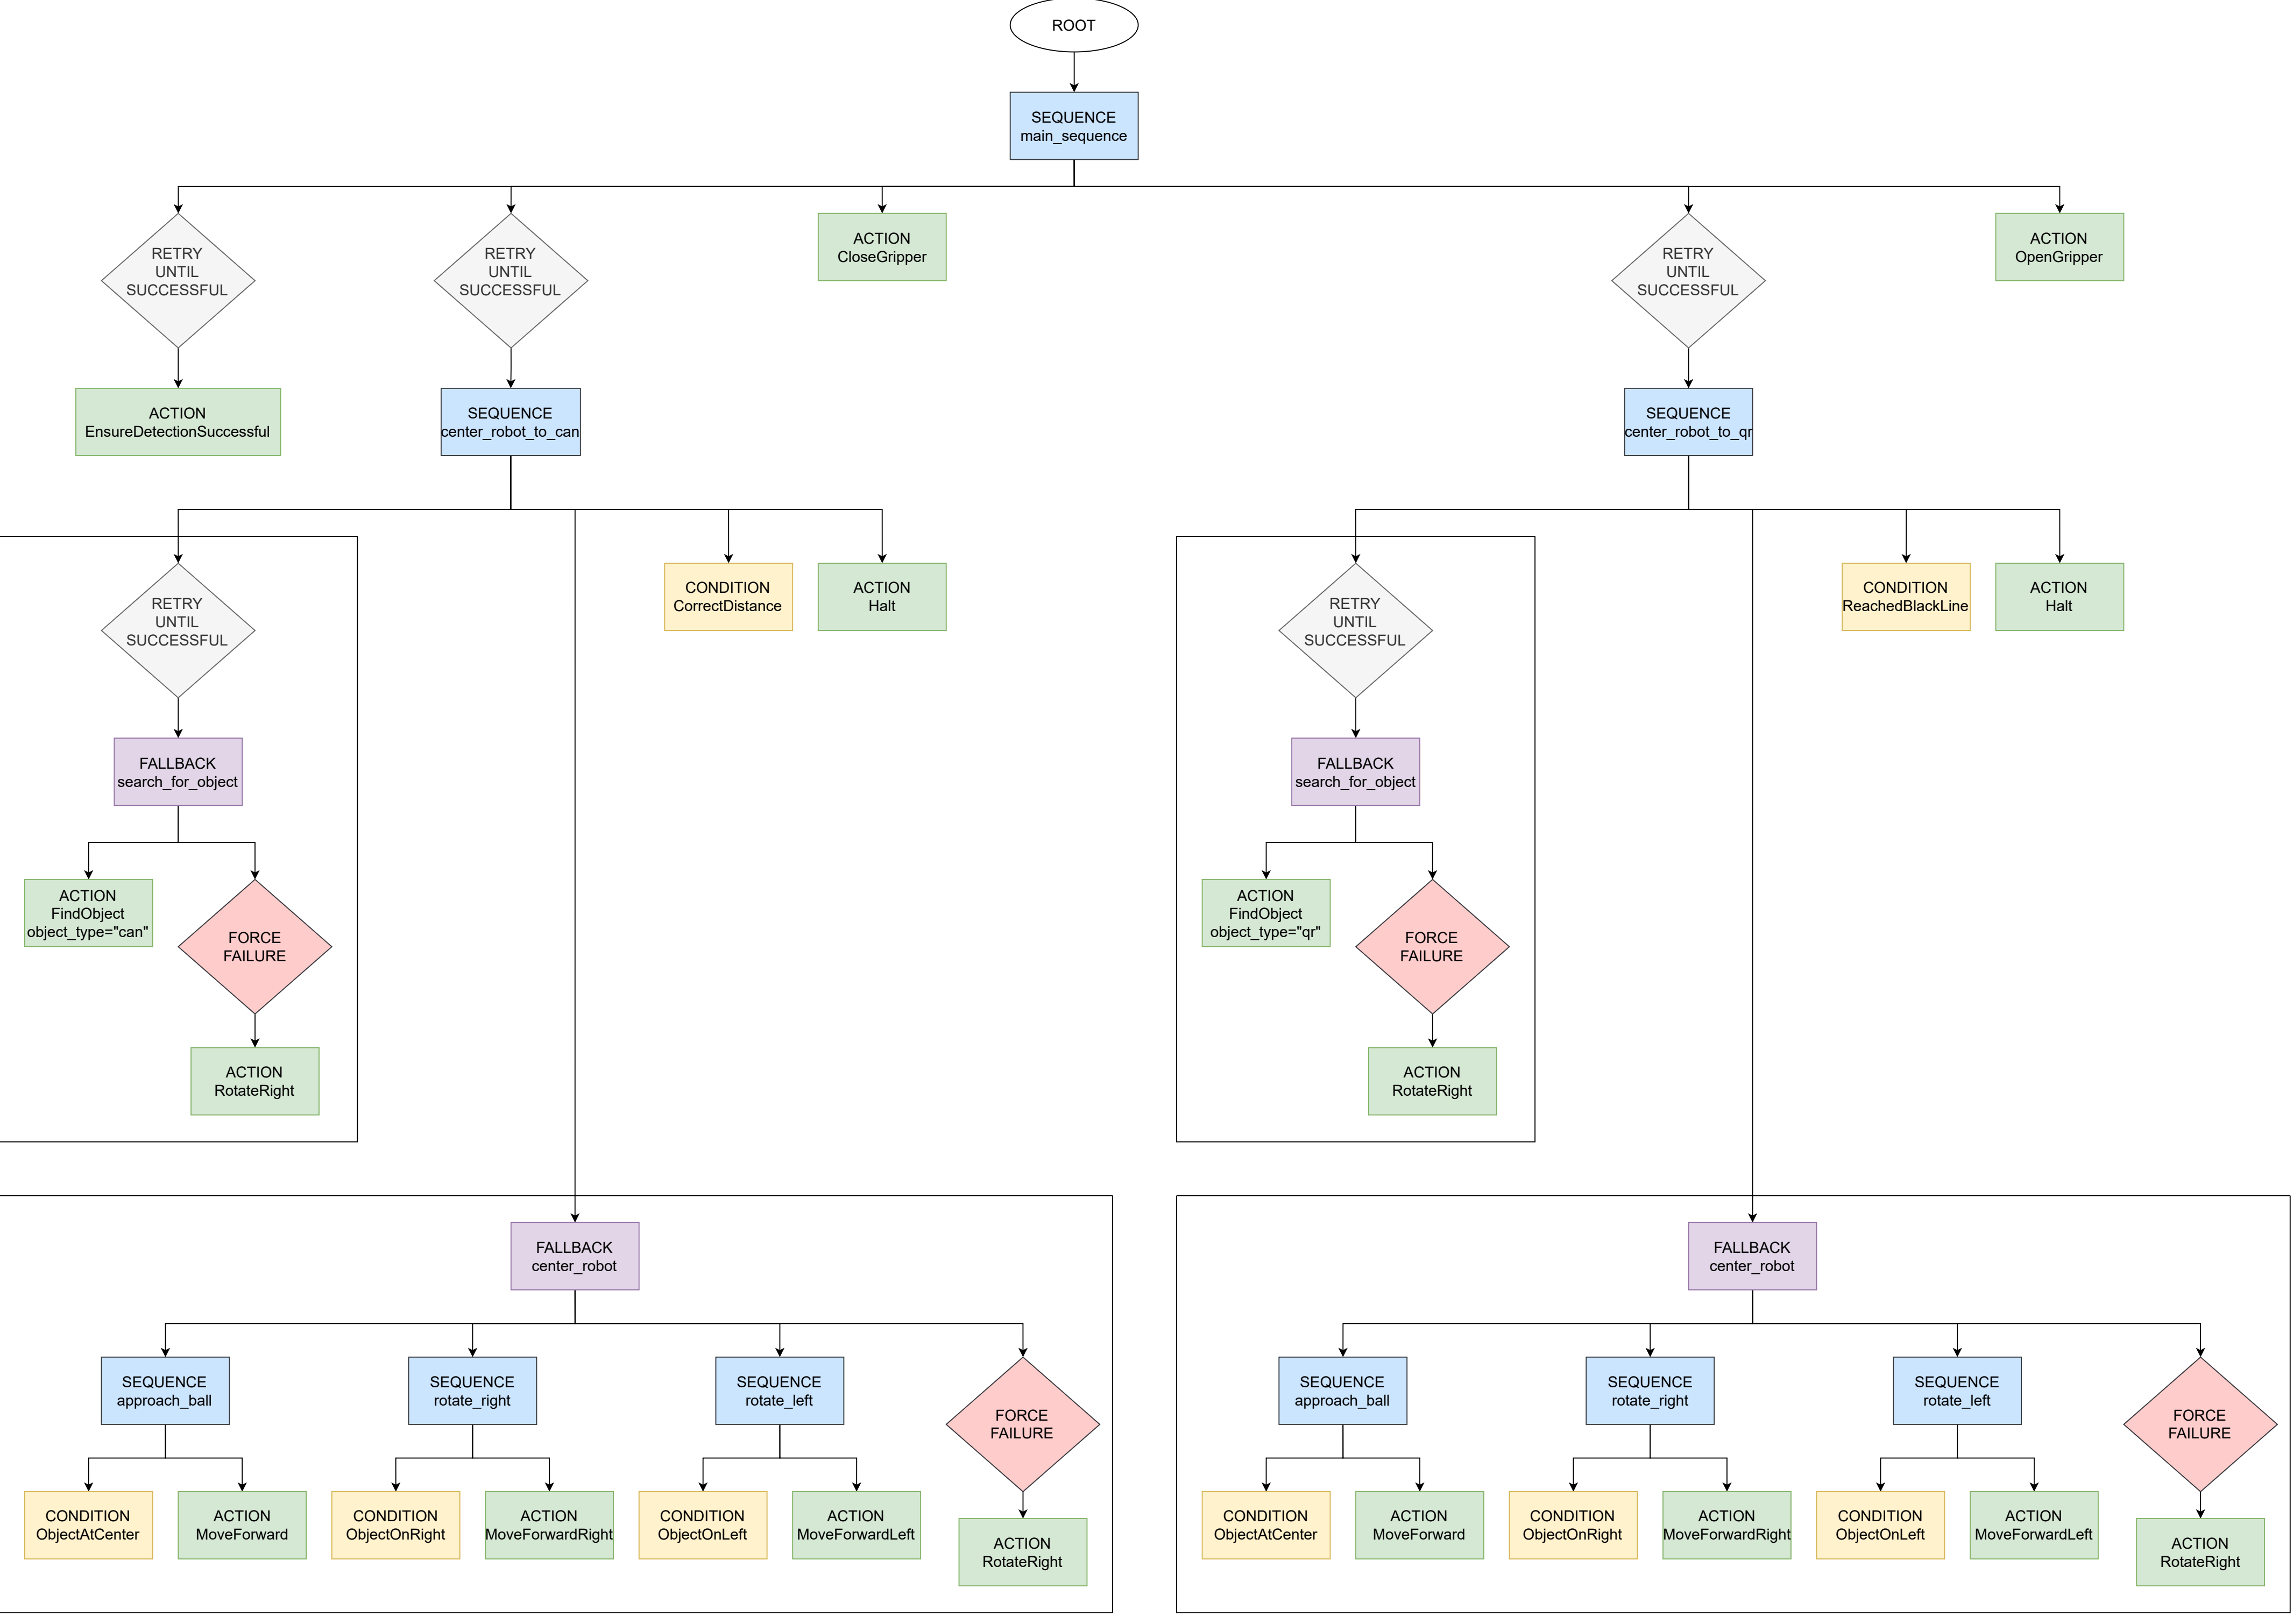 ROOT
SEQUENCE
main_sequence
RETRY
UNTIL
SUCCESSFUL
RETRY
UNTIL
SUCCESSFUL
ACTION
CloseGripper
RETRY
UNTIL
SUCCESSFUL
ACTION
OpenGripper
ACTION
EnsureDetectionSuccessful
SEQUENCE
center_robot_to_can
SEQUENCE
center_robot_to_qr
RETRY
UNTIL
SUCCESSFUL
CONDITION
CorrectDistance
ACTION
Halt
RETRY
UNTIL
SUCCESSFUL
CONDITION
ReachedBlackLine
ACTION
Halt
FALLBACK
search_for_object
FALLBACK
search_for_object
ACTION
FindObject
object_type="can"
FORCE
FAILURE
ACTION
FindObject
object_type="qr"
FORCE
FAILURE
ACTION
RotateRight
ACTION
RotateRight
FALLBACK
center_robot
FALLBACK
center_robot
SEQUENCE
approach_ball
SEQUENCE
rotate_right
SEQUENCE
rotate_left
FORCE
FAILURE
SEQUENCE
approach_ball
SEQUENCE
rotate_right
SEQUENCE
rotate_left
FORCE
FAILURE
CONDITION
ObjectAtCenter
ACTION
MoveForward
CONDITION
ObjectOnRight
ACTION
MoveForwardRight
CONDITION
ObjectOnLeft
ACTION
MoveForwardLeft
ACTION
RotateRight
CONDITION
ObjectAtCenter
ACTION
MoveForward
CONDITION
ObjectOnRight
ACTION
MoveForwardRight
CONDITION
ObjectOnLeft
ACTION
MoveForwardLeft
ACTION
RotateRight